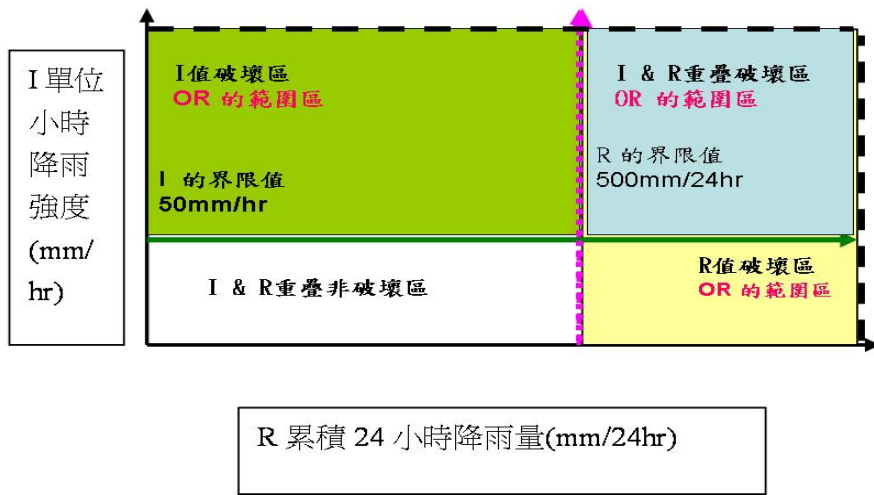 I 單位
小時
降雨
強度
(mm/
hr)
I值破壞區
OR 的範圍區
I 的界限值
50mm/hr
I & R重疊破壞區
OR 的範圍區
R 的界限值
500mm/24hr
I & R重疊非破壞區
R值破壞區
OR 的範圍區
R 累積 24 小時降雨量(mm/24hr)